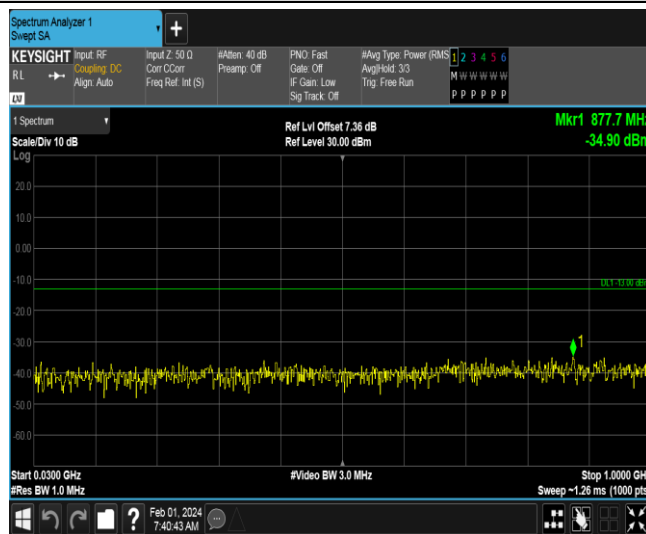 Spectrum Analyzer 1
Swept SA
+
KEYSIGHT Input: RF Input Z: 50 Ω #Atten: 40 dB PNO: Fast #Avg Type: Power (RMS 1 2 3 4 5 6
RL Coupling: DC Corr CCorr Preamp: Off Gate: Off Avg|Hold: 3/3 M W W W W W
Align: Auto Freq Ref: Int (S) IF Gain: Low Trig: Free Run
Sig Track: Off P P P P P P
LXI
1 Spectrum Ref Lvl Offset 7.36 dB Mkr1 877.7 MHz
Scale/Div 10 dB Ref Level 30.00 dBm -34.90 dBm
Log
20.0
10.0
0.00
-10.0
DL1 -13.00 dBm
-20.0
-30.0
1
-40.0
-50.0
-60.0
Start 0.0300 GHz #Video BW 3.0 MHz Stop 1.0000 GH
#Res BW 1.0 MHz Sweep ~1.26 ms (1000 pts
? Feb 01, 2024
7:40:43 AM